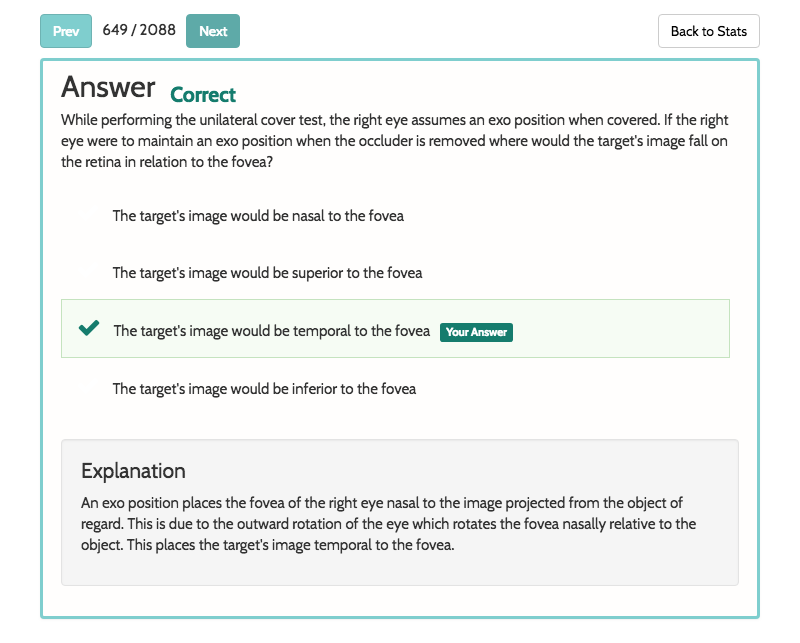 Prev 649 / 2088 Next Back to Stats
Answer Correct
While performing the unilateral cover test, the right eye assumes an exo position when covered. If the right
eye were to maintain an exo position when the occluder is removed where would the target's image fall on
the retina in relation to the fovea?
The target's image would be nasal to the fovea
The target's image would be superior to the fovea
The target's image would be temporal to the fovea Your Answer
The target's image would be inferior to the fovea
Explanation
An exo position places the fovea of the right eye nasal to the image projected from the object of
regard. This is due to the outward rotation of the eye which rotates the fovea nasally relative to the
object. This places the target's image temporal to the fovea.